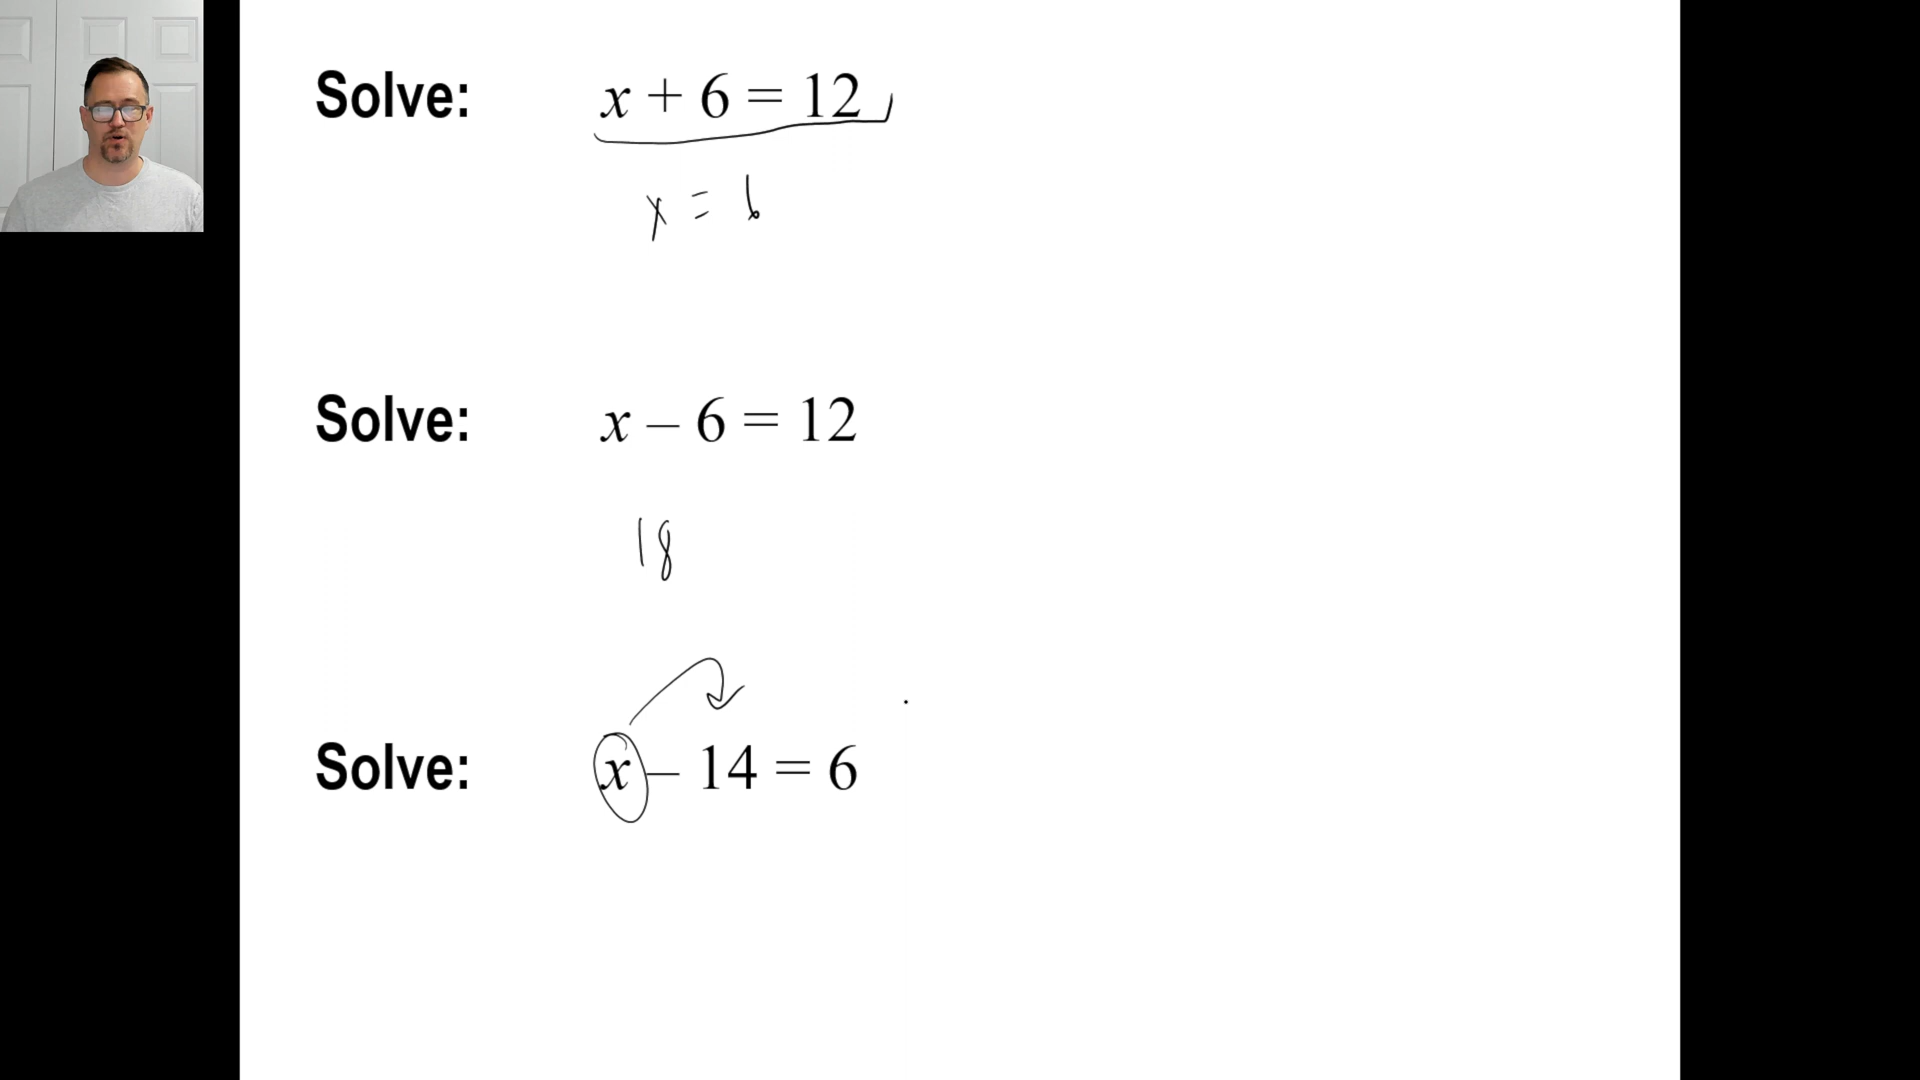 Solve: x + 6 = 12
x = 6
Solve: x – 6 = 12
18
Solve: x – 14 = 6